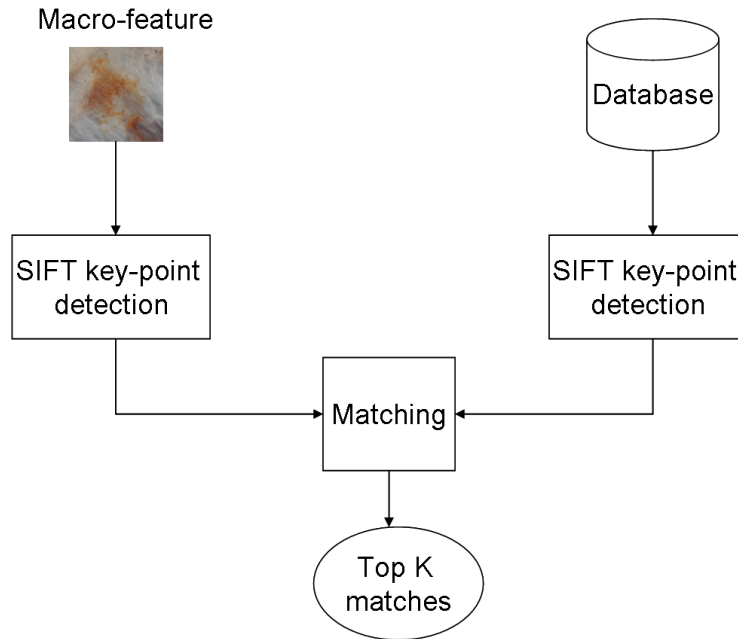 Macro-feature
Database
SIFT key-point
detection
SIFT key-point
detection
Matching
Top K
matches